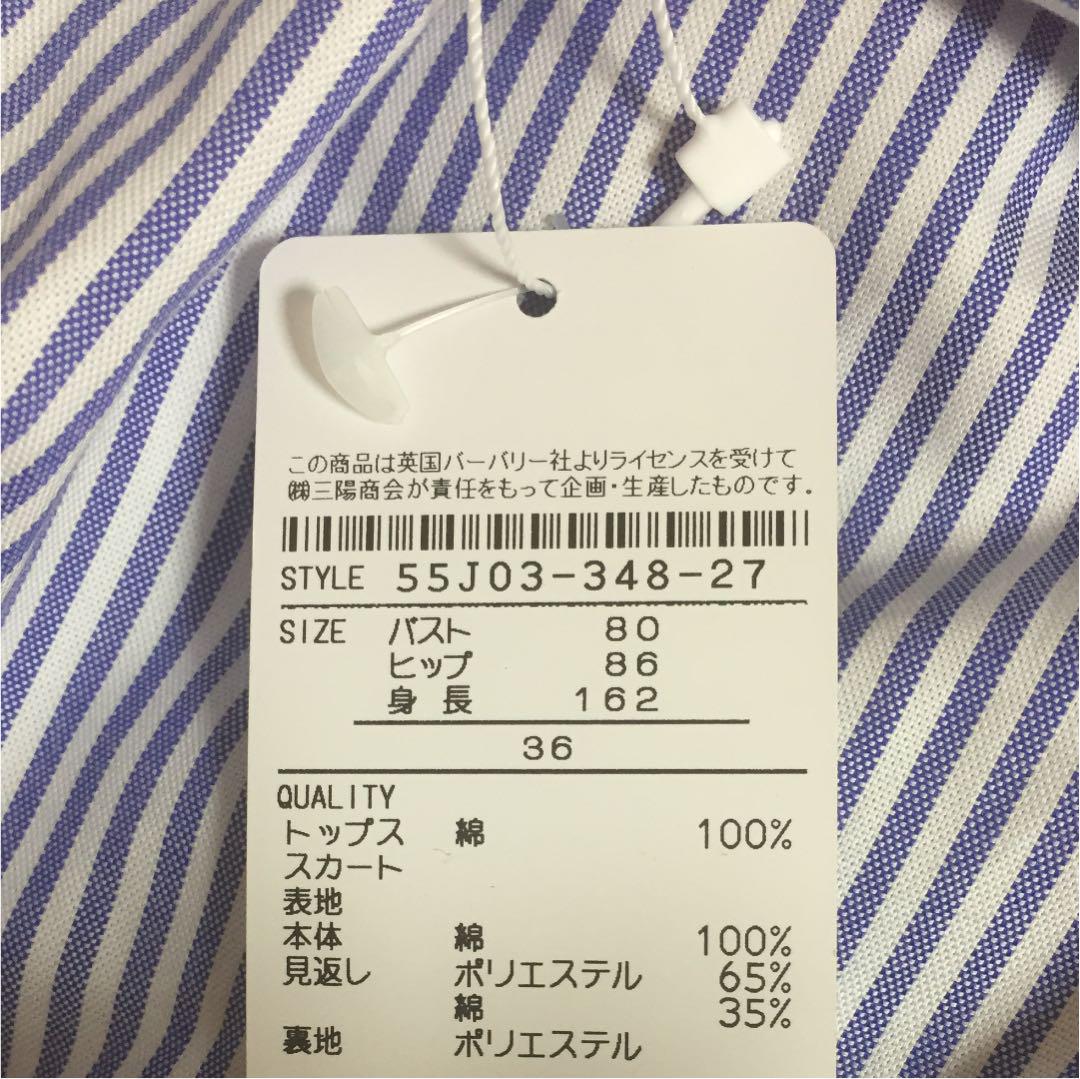 この商品は英国バーバリー社よりライセンスを受けて
㈱三陽商会が責任をもって企画・生産したものです。
STYLE 55J03-348-27
SIZE バスト 80
ヒップ 86
身長 162
36
QUALITY
トップス 綿 100%
スカート
表地
本体 綿 100%
見返し ポリエステル 65%
綿 35%
裏地 ポリエステル